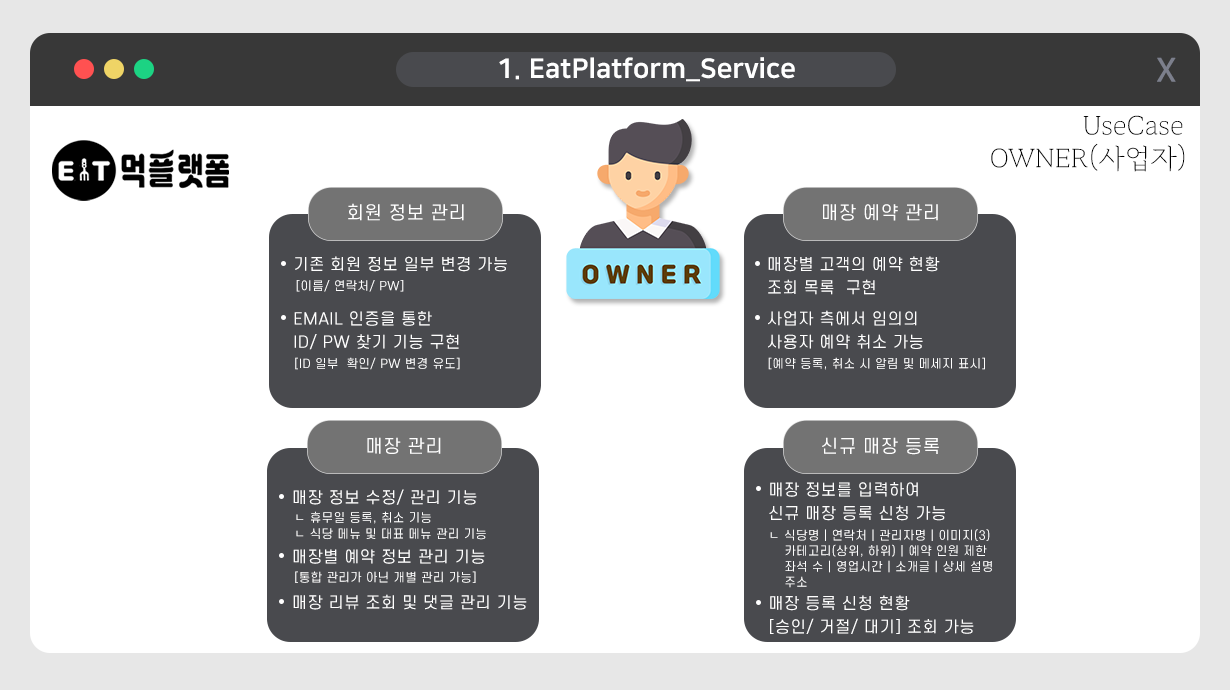 1. EatPlatform_Service
X
UseCase
OWNER(사업자)
EAT 먹플랫폼
OWNER
회원 정보 관리
• 기존 회원 정보 일부 변경 가능
[이름/ 연락처/ PW]
• EMAIL 인증을 통한
ID/ PW 찾기 기능 구현
[ID 일부 확인/ PW 변경 유도]
매장 예약 관리
• 매장별 고객의 예약 현황
조회 목록 구현
• 사업자 측에서 임의의
사용자 예약 취소 가능
[예약 등록, 취소 시 알림 및 메세지 표시]
매장 관리
• 매장 정보 수정/ 관리 기능
ㄴ 휴무일 등록, 취소 기능
ㄴ 식당 메뉴 및 대표 메뉴 관리 기능
• 매장별 예약 정보 관리 기능
[통합 관리가 아닌 개별 관리 가능]
• 매장 리뷰 조회 및 댓글 관리 기능
신규 매장 등록
• 매장 정보를 입력하여
신규 매장 등록 신청 가능
ㄴ 식당명 | 연락처 | 관리자명 | 이미지(3)
카테고리(상위, 하위) | 예약 인원 제한
좌석 수 | 영업시간 | 소개글 | 상세 설명
주소
• 매장 등록 신청 현황
[승인/ 거절/ 대기] 조회 가능